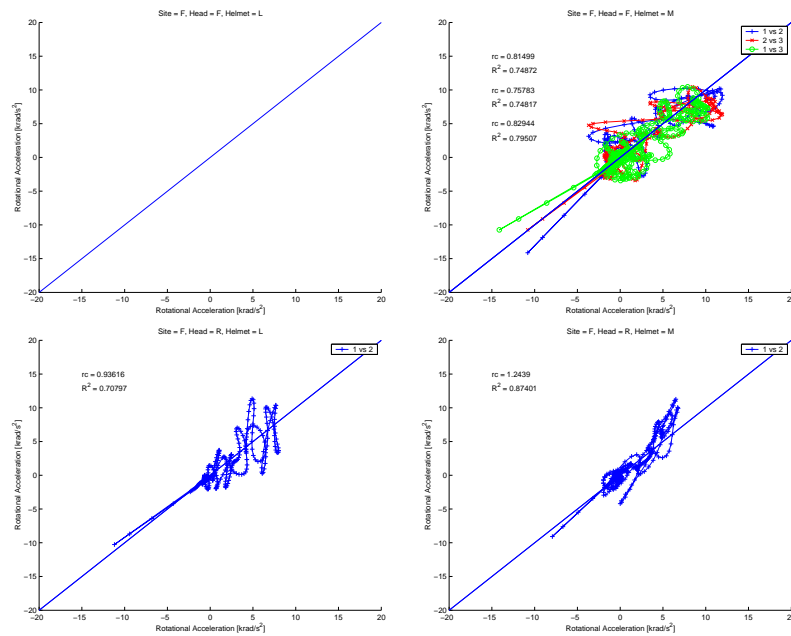 Site = F, Head = F, Helmet = L
20
15
10
5
0
−5
−10
−15
−20
−20 −15 −10 −5 0 5 10 15 20
Rotational Acceleration [krad/s²]
Rotational Acceleration [krad/s²]
Site = F, Head = F, Helmet = M
1 vs 2
2 vs 3
1 vs 3
rc = 0.81499
R² = 0.74872
rc = 0.75783
R² = 0.74817
rc = 0.82944
R² = 0.79507
20
15
10
5
0
−5
−10
−15
−20
−20 −15 −10 −5 0 5 10 15 20
Rotational Acceleration [krad/s²]
Rotational Acceleration [krad/s²]
Site = F, Head = R, Helmet = L
1 vs 2
rc = 0.93616
R² = 0.70797
20
15
10
5
0
−5
−10
−15
−20
−20 −15 −10 −5 0 5 10 15 20
Rotational Acceleration [krad/s²]
Rotational Acceleration [krad/s²]
Site = F, Head = R, Helmet = M
1 vs 2
rc = 1.2439
R² = 0.87401
20
15
10
5
0
−5
−10
−15
−20
−20 −15 −10 −5 0 5 10 15 20
Rotational Acceleration [krad/s²]
Rotational Acceleration [krad/s²]